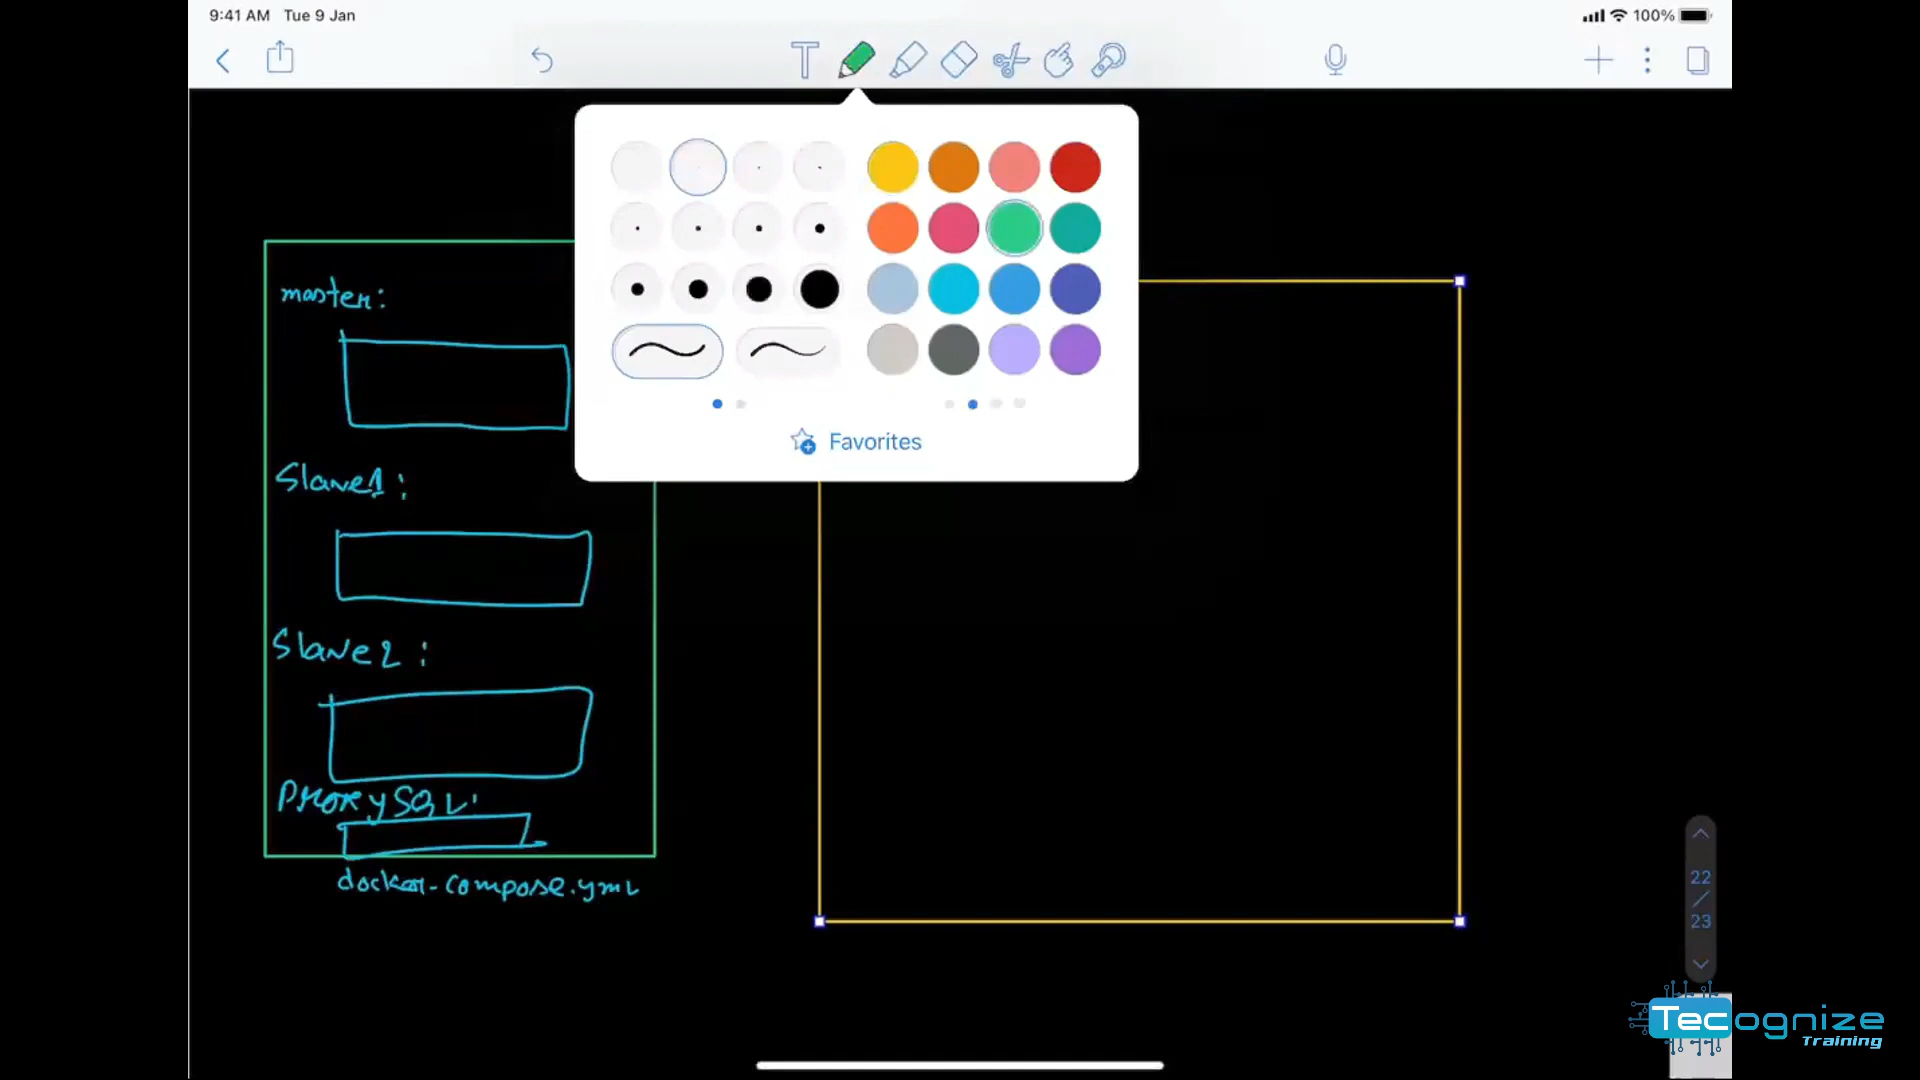 9:41 AM Tue 9 Jan
100%
T
Favorites
master:
Slave1:
Slave2:
ProxySQL:
docker-compose.yml
22
/
23
Tecognize
Training